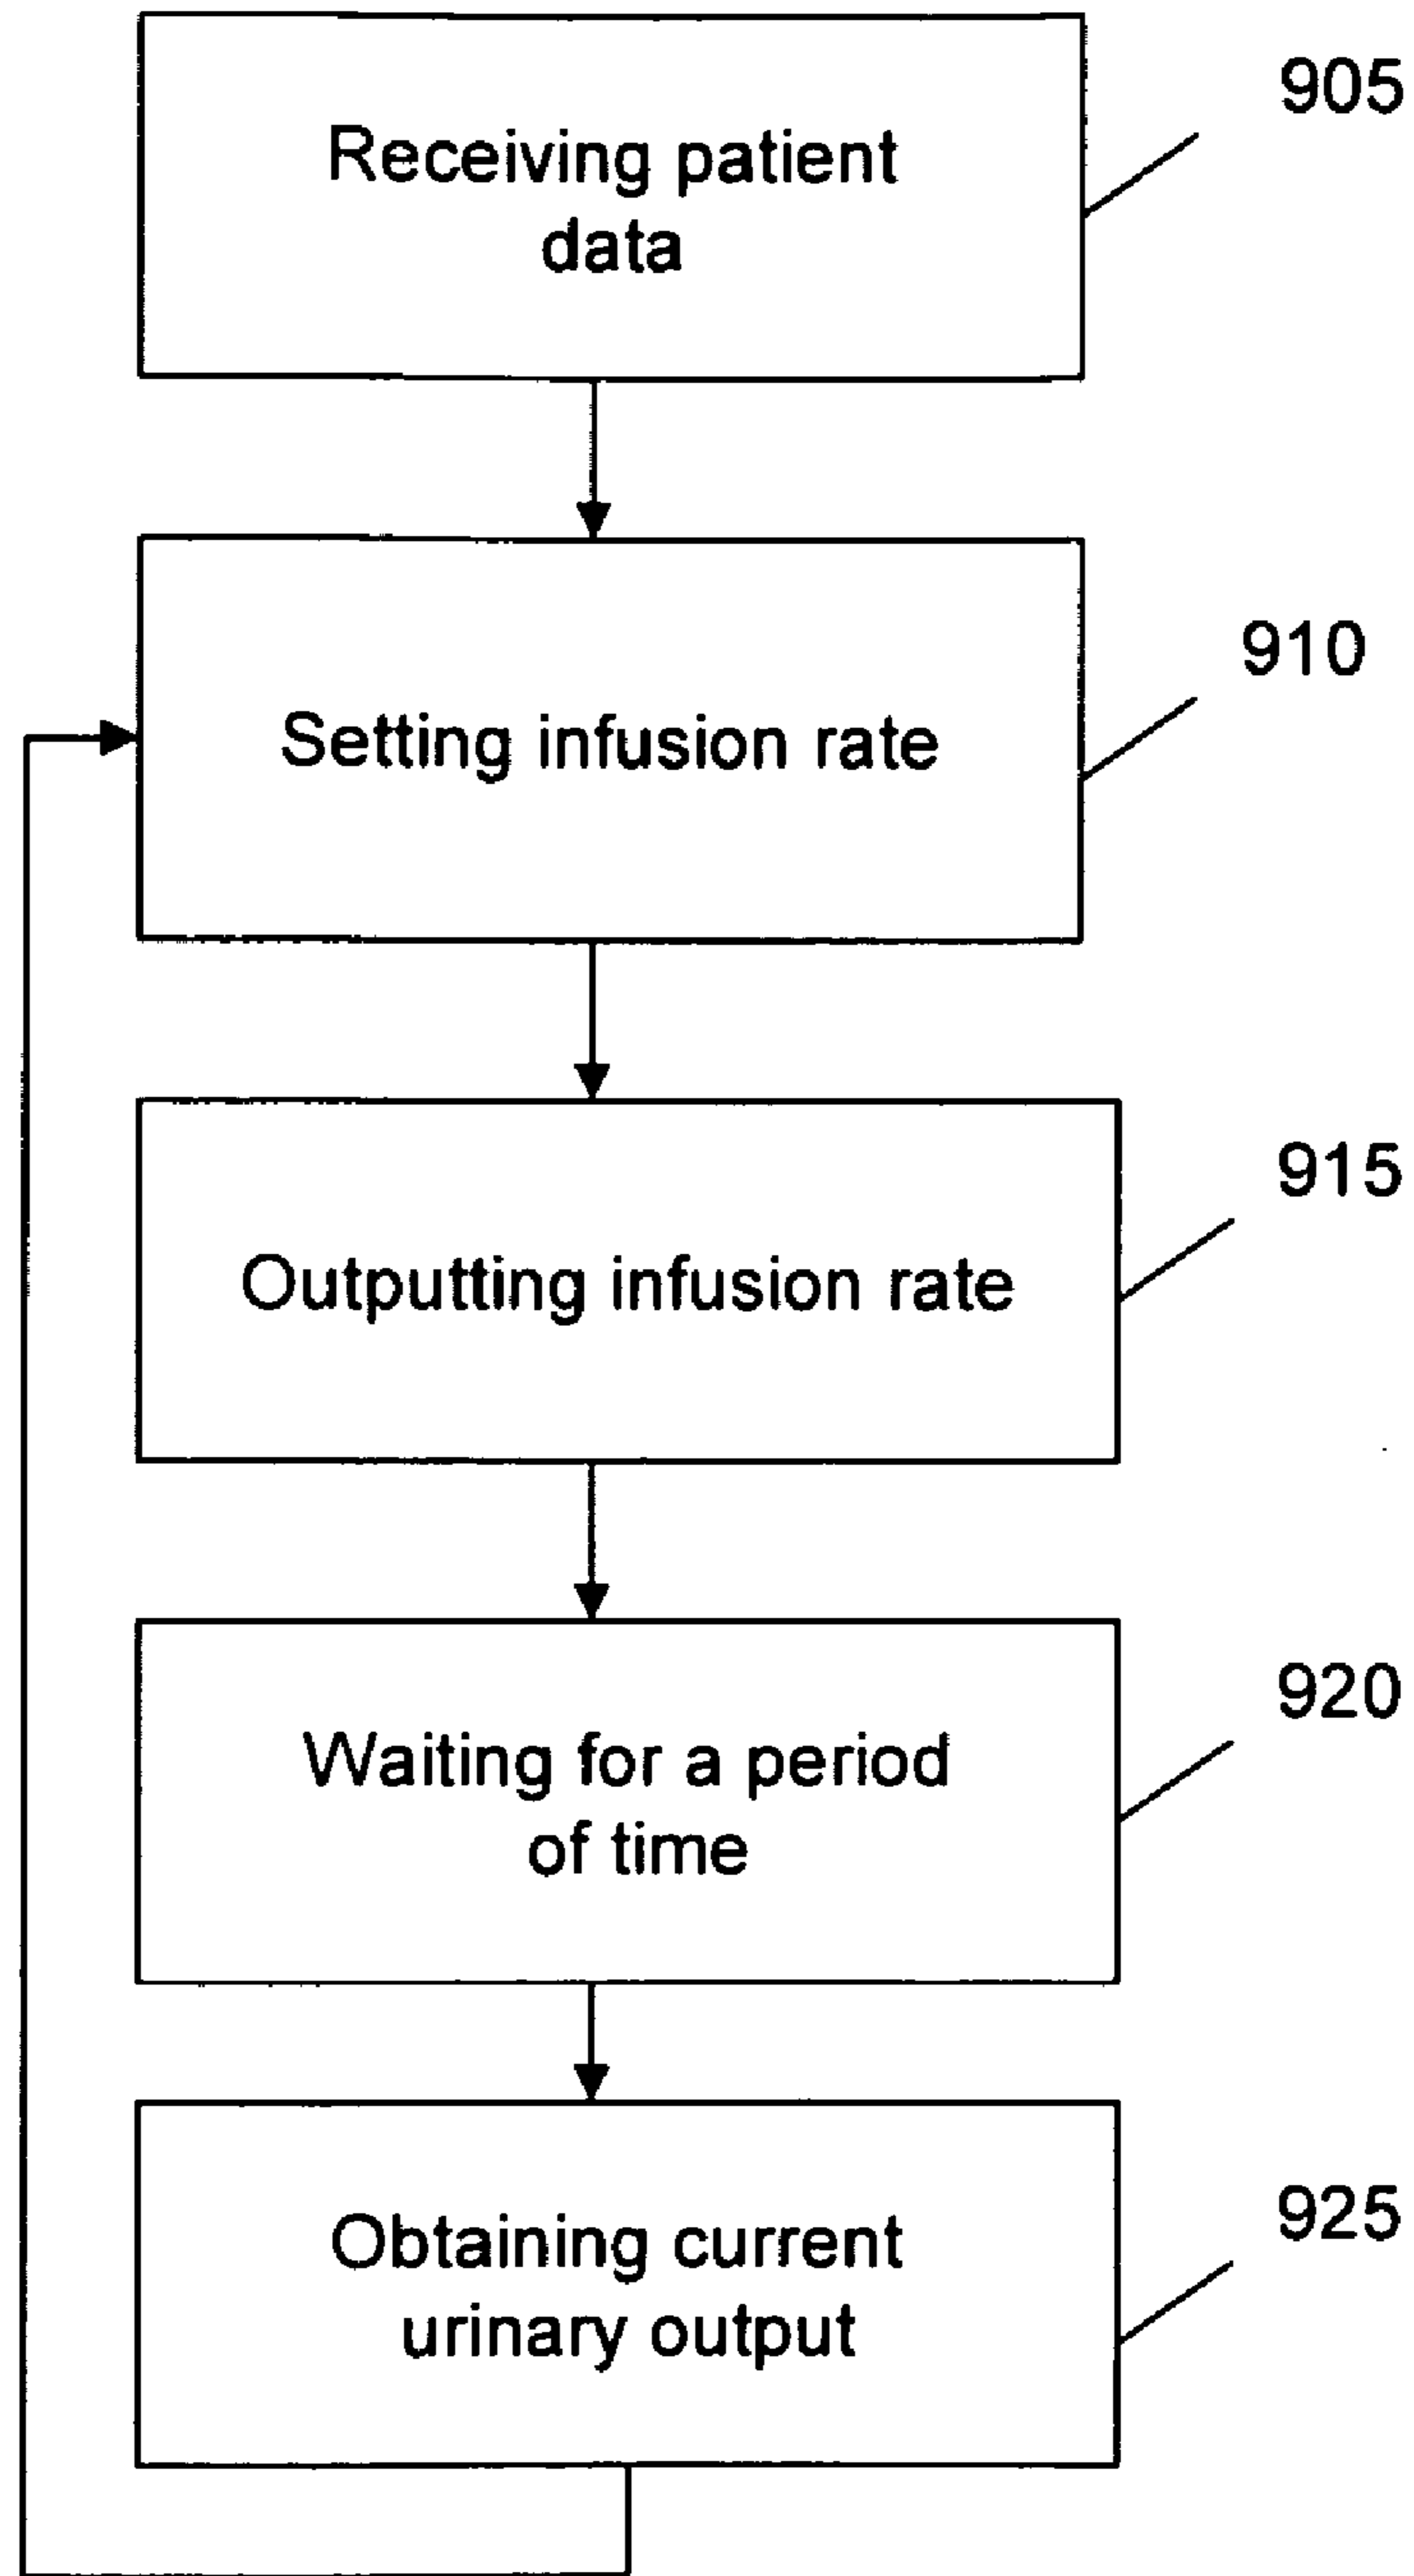 905
Receiving patient
data
910
Setting infusion rate
915
Outputting infusion rate
920
Waiting for a period
of time
925
Obtaining current
urinary output